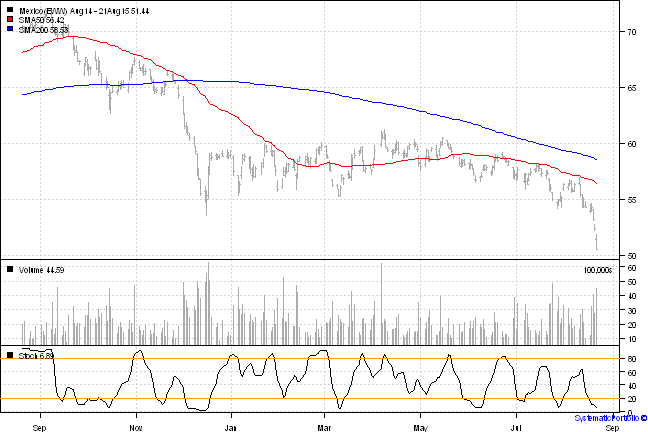 Mexico(EWW) Aug14 - 21Aug15 51.44
SMA50 56.42
SMA200 58.53
70
65
60
55
50
Volume 44.59
100,000s
60
50
40
30
20
10
Stoch 6.89
80
60
40
20
0
Sep
Nov
Jan
Mar
May
Jul
Sep
SystematicPortfolio ©